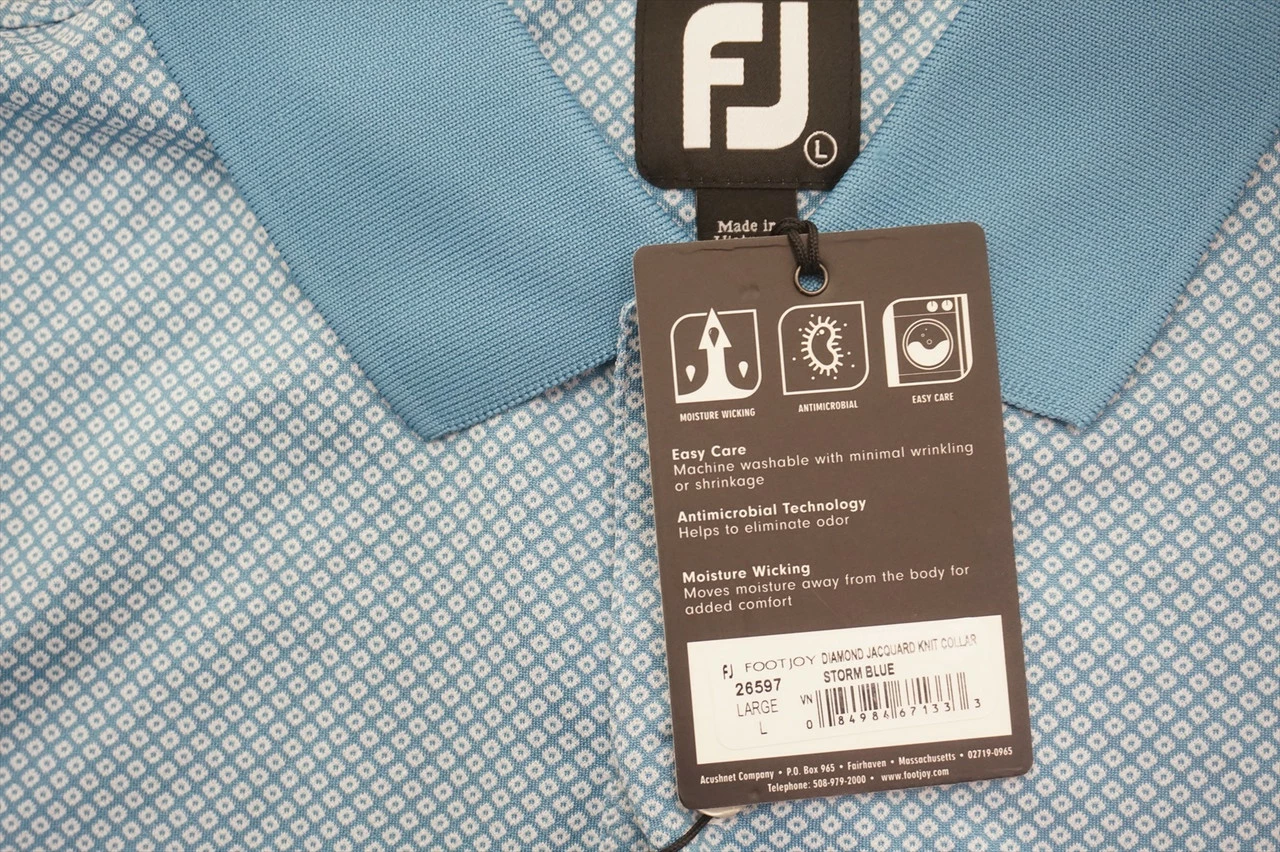 FJ
L
Made in
MOISTURE WICKING
ANTIMICROBIAL
EASY CARE
Easy Care
Machine washable with minimal wrinkling
or shrinkage
Antimicrobial Technology
Helps to eliminate odor
Moisture Wicking
Moves moisture away from the body for
added comfort
FJ FOOTJOY DIAMOND JACQUARD KNIT COLLAR
26597 STORM BLUE
LARGE VN
L 0 84984 67133 3
Acushnet Company • P.O. Box 965 • Fairhaven • Massachusetts • 02719-0965
Telephone: 508-979-2000 • www.footjoy.com